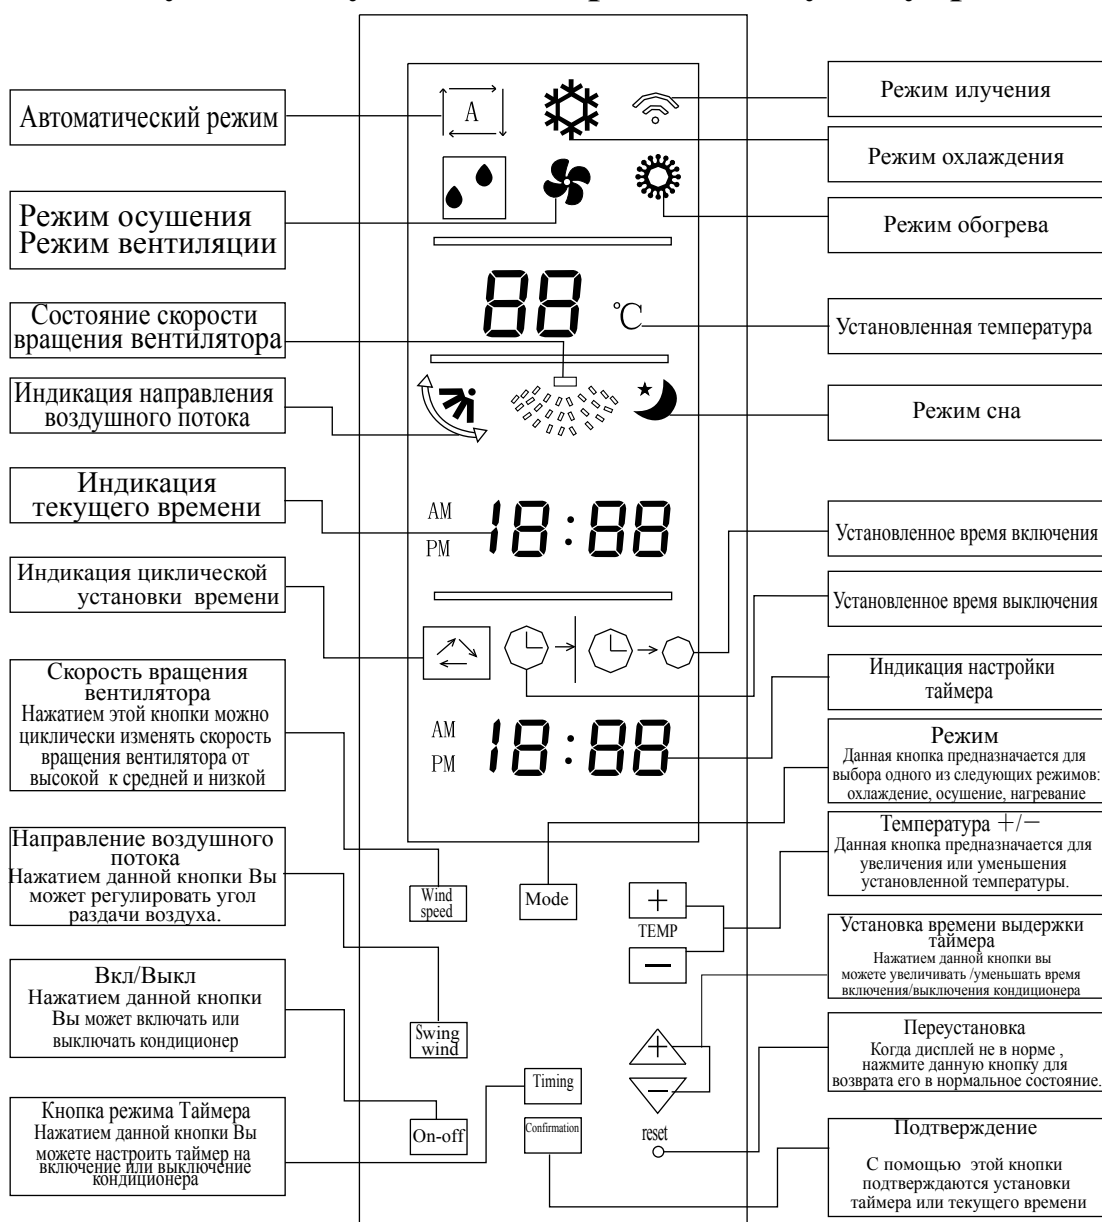 Автоматический режим
Режим осушения
Режим вентиляции
Состояние скорости
вращения вентилятора
Индикация направления
воздушного потока
Индикация
текущего времени
Индикация циклической
установки времени
Скорость вращения
вентилятора
Нажатием этой кнопки можно
циклически изменять скорость
вращения вентилятора от
высокой к средней и низкой
Направление воздушного
потока
Нажатием данной кнопки Вы
может регулировать угол
раздачи воздуха.
Вкл/Выкл
Нажатием данной кнопки
Вы может включать или
выключать кондиционер
Кнопка режима Таймера
Нажатием данной кнопки Вы
можете настроить таймер на
включение или выключение
кондиционера
A
88 °C
AM
PM
18:88
AM
PM
18:88
Wind
speed
Mode
+
TEMP
−
Swing
wind
+
−
Timing
On-off
Confirmation
reset
Режим илучения
Режим охлаждения
Режим обогрева
Установленная температура
Режим сна
Установленное время включения
Установленное время выключения
Индикация настройки
таймера
Режим
Данная кнопка предназначается для
выбора одного из следующих режимов:
охлаждение, осушение, нагревание
Температура +/−
Данная кнопка предназначается для
увеличения или уменьшения
установленной температуры.
Установка времени выдержки
таймера
Нажатием данной кнопки вы
можете увеличивать /уменьшать время
включения/выключения кондиционера
Переустановка
Когда дисплей не в норме ,
нажмите данную кнопку для
возврата его в нормальное состояние.
Подтверждение
С помощью этой кнопки
подтверждаются установки
таймера или текущего времени